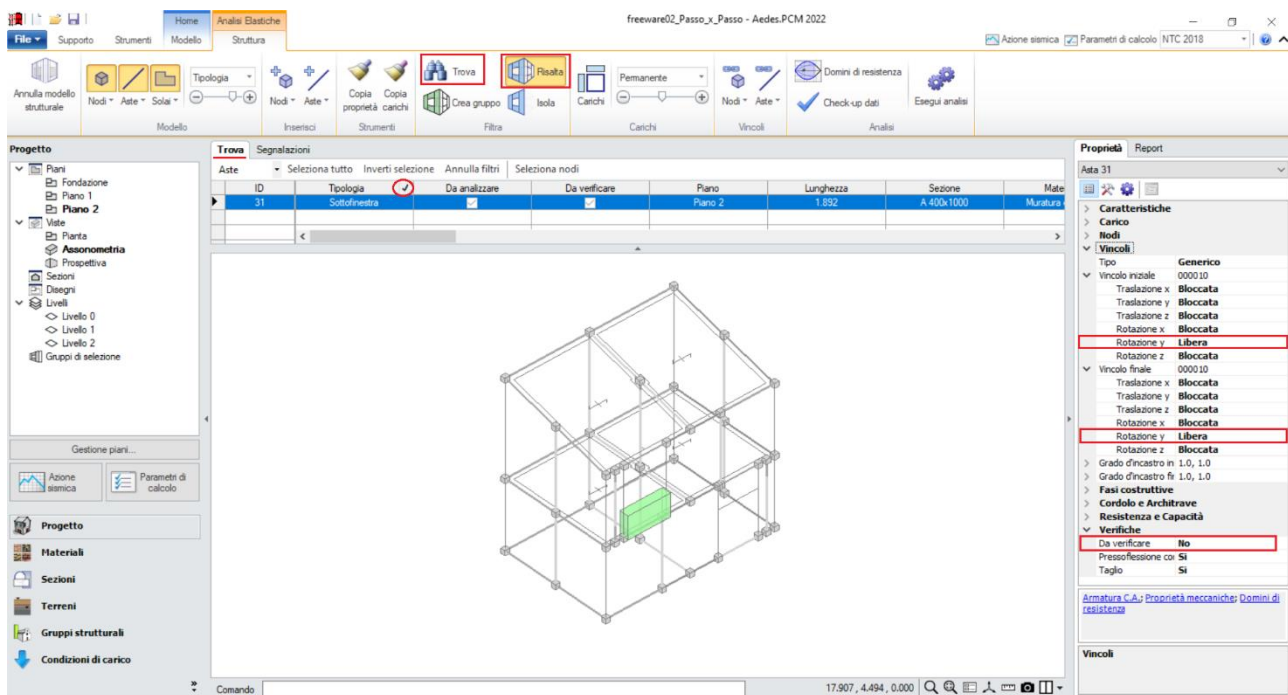 freeware02_Passo_x_Passo - Aedes.PCM 2022
Home Analisi Elastiche
File Supporto Strumenti Modello Struttura
Azione sismica Parametri di calcolo NTC 2018
Annulla modello strutturale
Nodi Aste Solai
Tipologia
Modello
Nodi Aste
Inserisci
Copia proprietà Copia carichi
Strumenti
Trova
Crea gruppo
Risalta
Isola
Filtra
Carichi
Permanente
Carichi
Nodi Aste
Vincoli
Domini di resistenza
Check-up dati
Esegui analisi
Analisi
Progetto
Piani
Fondazione
Piano 1
Piano 2
Viste
Pianta
Assonometria
Prospettiva
Sezioni
Disegni
Livelli
Livello 0
Livello 1
Livello 2
Gruppi di selezione
Gestione piani...
Azione sismica
Parametri di calcolo
Progetto
Materiali
Sezioni
Terreni
Gruppi strutturali
Condizioni di carico
Trova Segnalazioni
Aste Seleziona tutto Inverti selezione Annulla filtri Seleziona nodi
ID Tipologia Da analizzare Da verificare Piano Lunghezza Sezione Mate
31 Sottofinestra Piano 2 1.892 A 400x1000 Muratura
Comando
17.907 , 4.494 , 0.000
Proprietà Report
Asta 31
Caratteristiche
Carico
Nodi
Vincoli
Tipo Generico
Vincolo iniziale 000010
Traslazione x Bloccata
Traslazione y Bloccata
Traslazione z Bloccata
Rotazione x Bloccata
Rotazione y Libera
Rotazione z Bloccata
Vincolo finale 000010
Traslazione x Bloccata
Traslazione y Bloccata
Traslazione z Bloccata
Rotazione x Bloccata
Rotazione y Libera
Rotazione z Bloccata
Grado d'incastro in 1.0, 1.0
Grado d'incastro fir 1.0, 1.0
Fasi costruttive
Cordolo e Architrave
Resistenza e Capacità
Verifiche
Da verificare No
Pressoflessione cor Sì
Taglio Sì
Armatura C.A.; Proprietà meccaniche; Domini di
resistenza
Vincoli